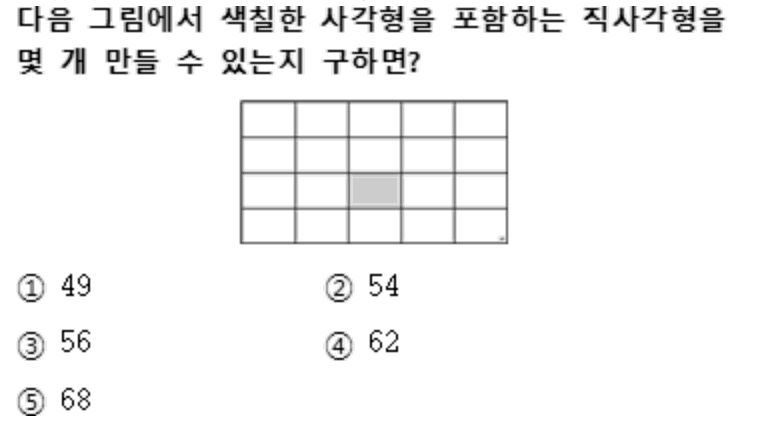 다음 그림에서 색칠한 사각형을 포함하는 직사각형을
몇 개 만들 수 있는지 구하면?
① 49 ② 54
③ 56 ④ 62
⑤ 68